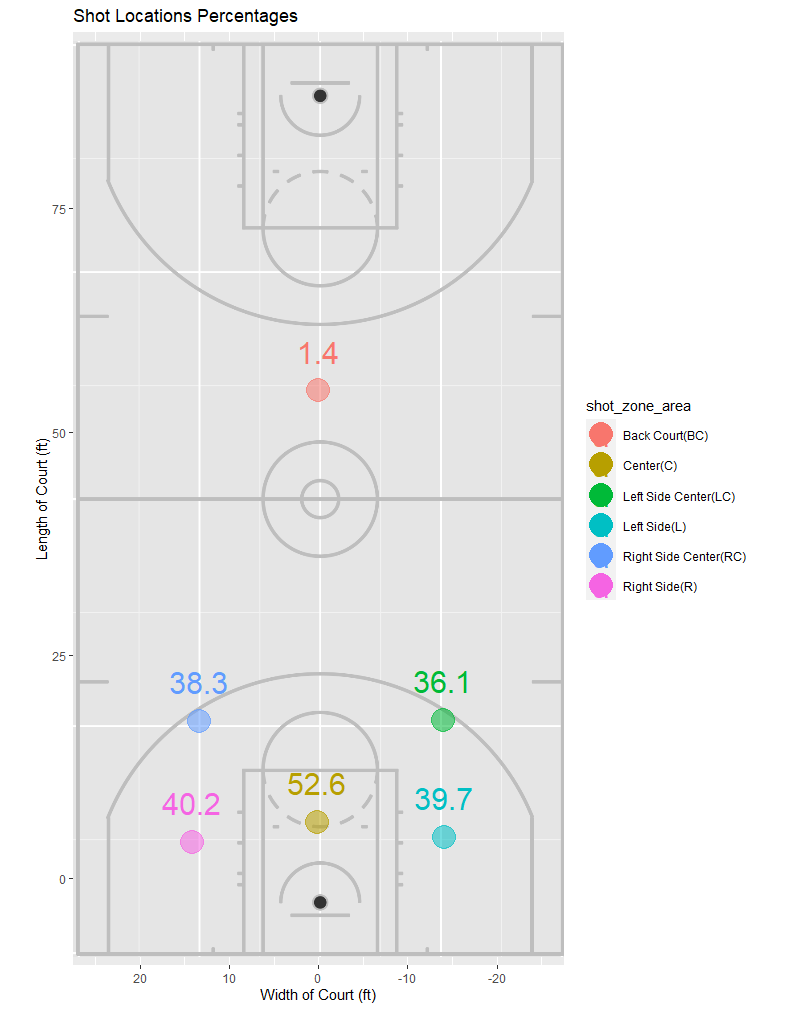 Shot Locations Percentages
75
1.4
50
Length of Court (ft)
25
38.3
36.1
40.2
52.6
39.7
0
20
10
0
-10
-20
Width of Court (ft)
shot_zone_area
Back Court(BC)
Center(C)
Left Side Center(LC)
Left Side(L)
Right Side Center(RC)
Right Side(R)